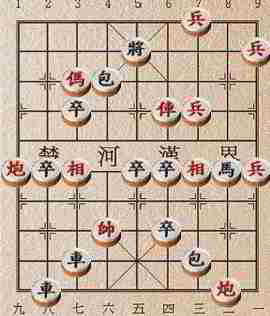 1 2 3 4 5 6 7 8 9
兵
將 兵
傌 包
卒 俥 兵
楚 河 漢 界
炮 卒 相 卒 卒 相 馬 兵
帥 卒
車 包
車 炮
九 八 七 六 五 四 三 二 一